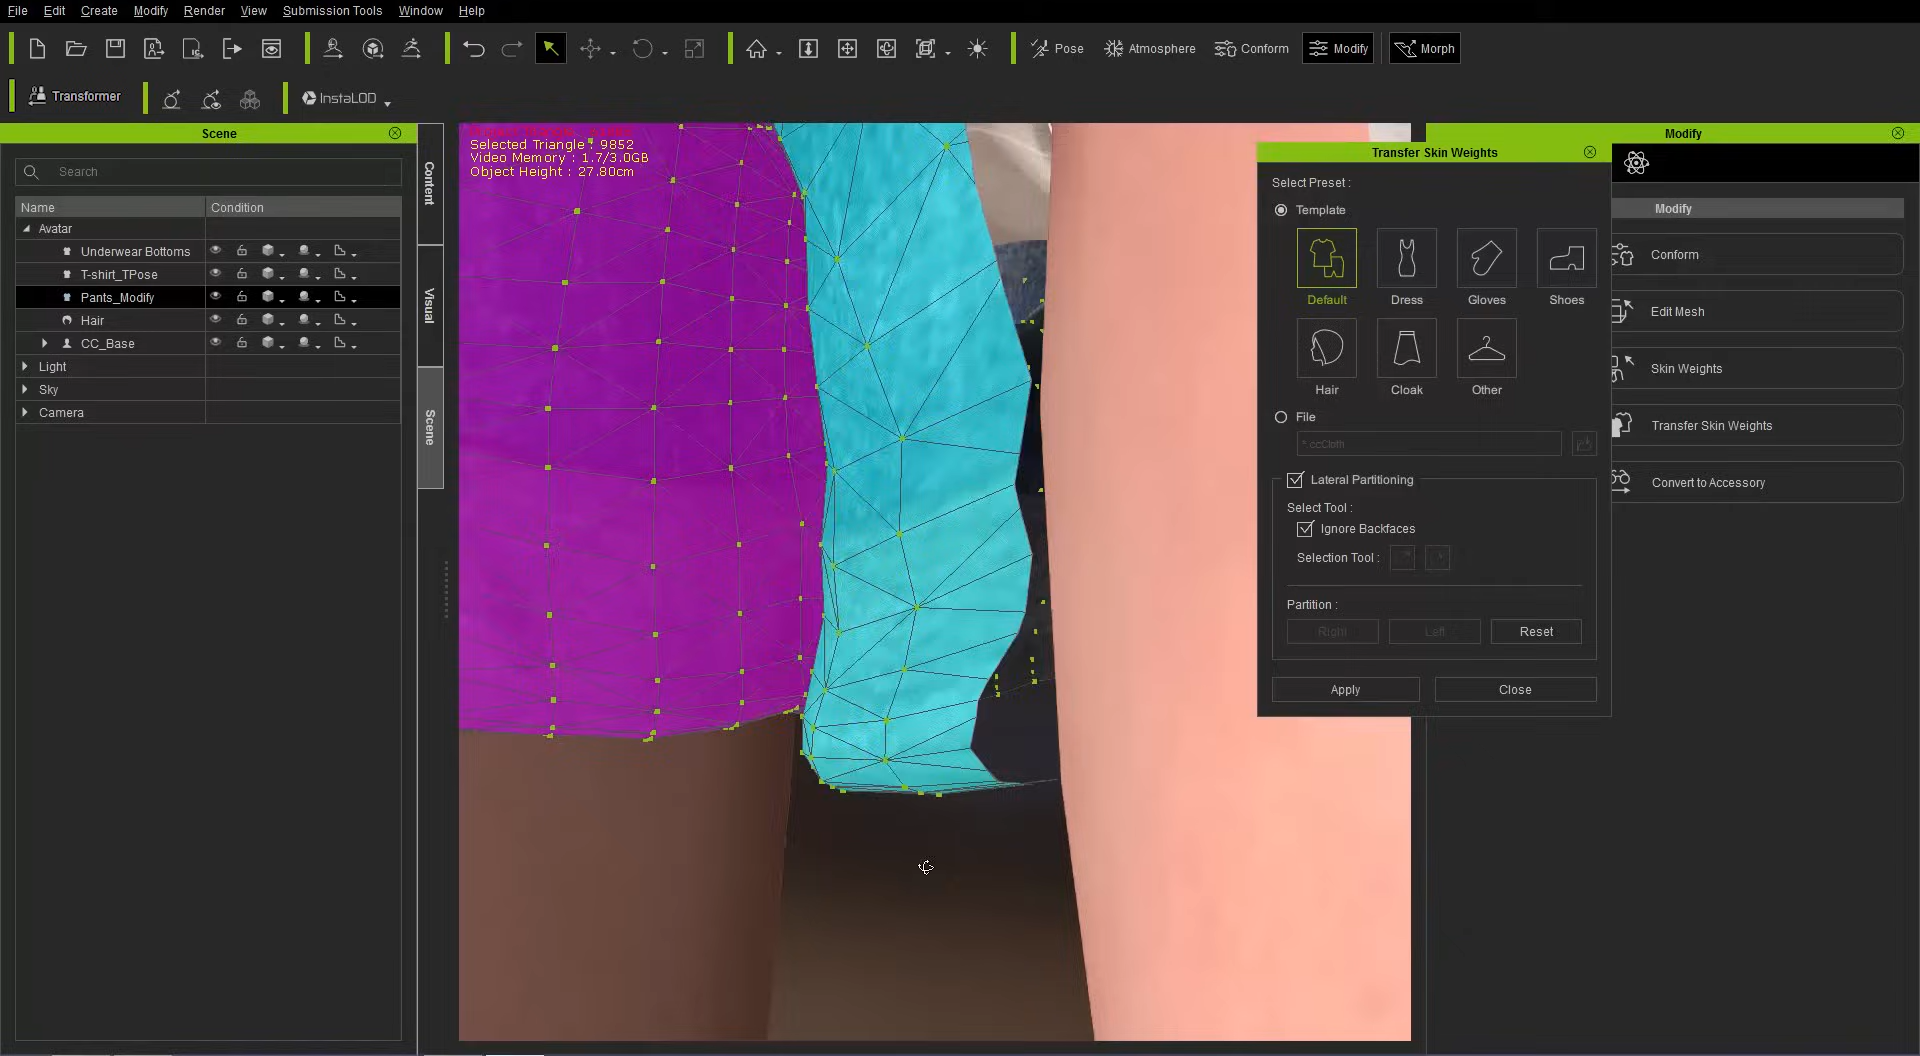 File Edit Create Modify Render View Submission Tools Window Help
Pose Atmosphere Conform Modify Morph
Transformer InstaLOD
Scene
Search
Name Condition
Avatar
Underwear Bottoms
T-shirt_TPose
Pants_Modify
Hair
CC_Base
Light
Sky
Camera
Content
Visual
Scene
Selected Triangle : 9852
Video Memory : 1.7/3.0GB
Object Height : 27.80cm
Transfer Skin Weights
Select Preset :
Template
Default Dress Gloves Shoes
Hair Cloak Other
File
*.ccCloth
Lateral Partitioning
Select Tool :
Ignore Backfaces
Selection Tool :
Partition :
Right Left Reset
Apply Close
Modify
Modify
Conform
Edit Mesh
Skin Weights
Transfer Skin Weights
Convert to Accessory